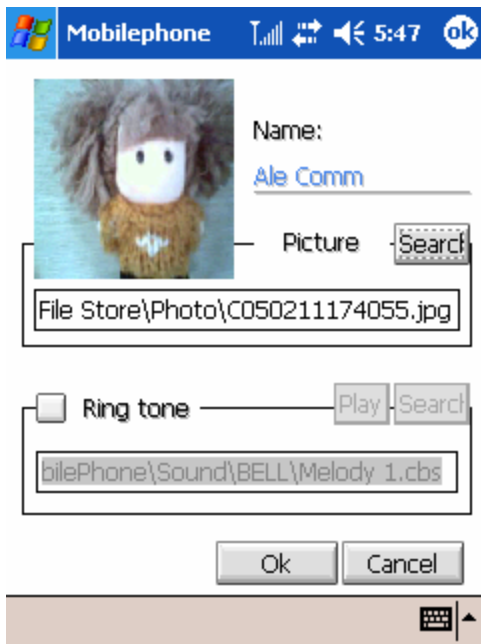 Mobilephone 5:47 ok
Name:
Ale Comm
Picture Search
File Store\Photo\C050211174055.jpg
Ring tone Play Search
bilePhone\Sound\BELL\Melody 1.cbs
Ok Cancel